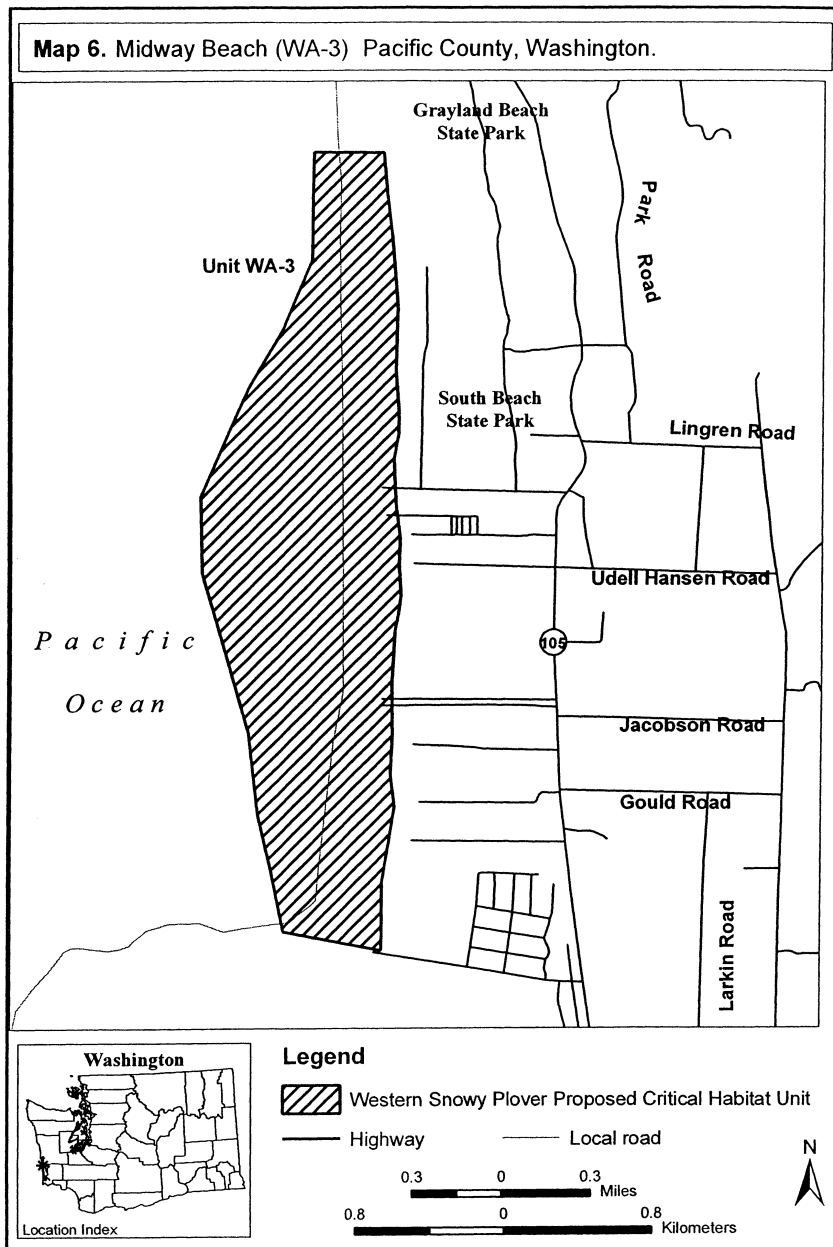 Map 6. Midway Beach (WA-3) Pacific County, Washington.
Grayland Beach
State Park
Park Road
Unit WA-3
South Beach
State Park
Lingren Road
Udell Hansen Road
Pacific
Ocean
105
Jacobson Road
Gould Road
Larkin Road
Washington
Location Index
Legend
Western Snowy Plover Proposed Critical Habitat Unit
Highway
Local road
N
0.3 0 0.3
Miles
0.8 0 0.8
Kilometers